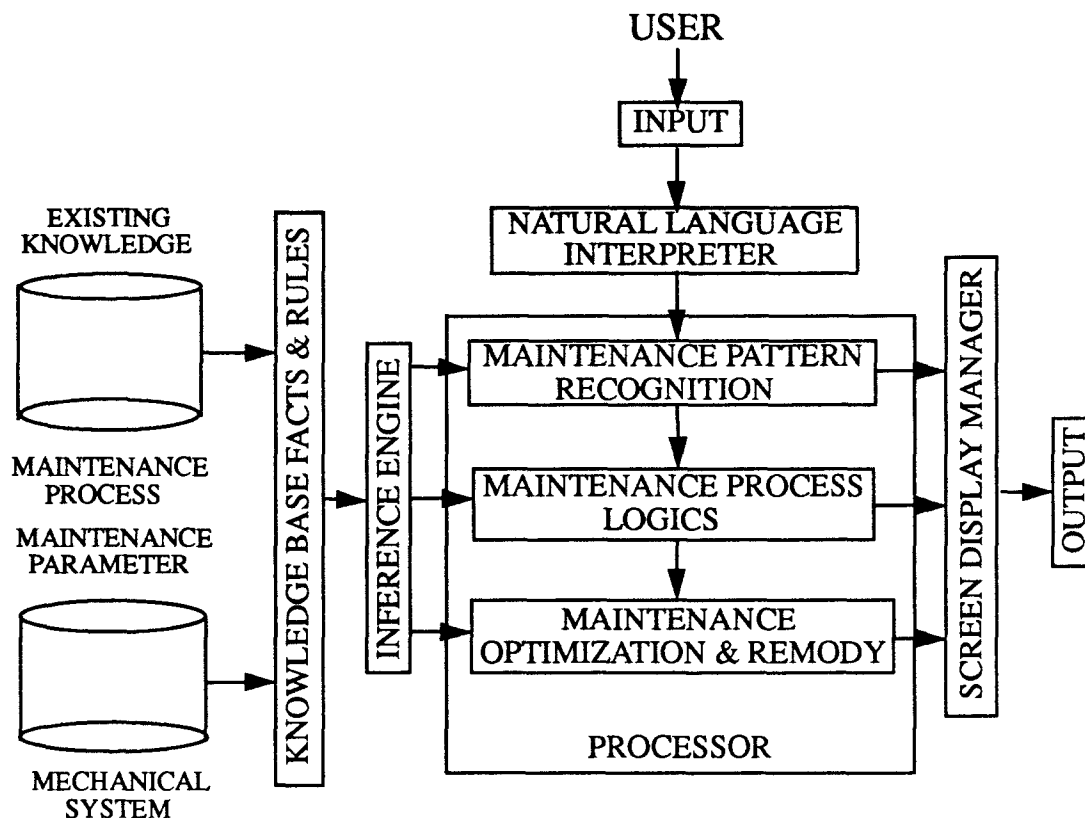 USER
INPUT
NATURAL LANGUAGE
INTERPRETER
EXISTING
KNOWLEDGE
MAINTENANCE
PROCESS
MAINTENANCE
PARAMETER
MECHANICAL
SYSTEM
KNOWLEDGE BASE FACTS & RULES
INFERENCE ENGINE
MAINTENANCE PATTERN
RECOGNITION
MAINTENANCE PROCESS
LOGICS
MAINTENANCE
OPTIMIZATION & REMODY
PROCESSOR
SCREEN DISPLAY MANAGER
OUTPUT